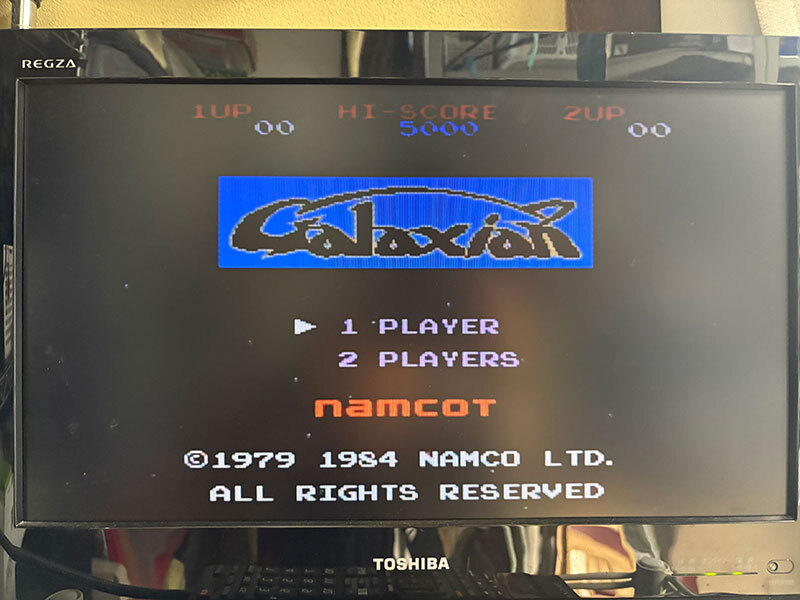 REGZA
1UP HI-SCORE 2UP
00 5000 00
Galaxian
1 PLAYER
2 PLAYERS
namcot
©1979 1984 NAMCO LTD.
ALL RIGHTS RESERVED
TOSHIBA